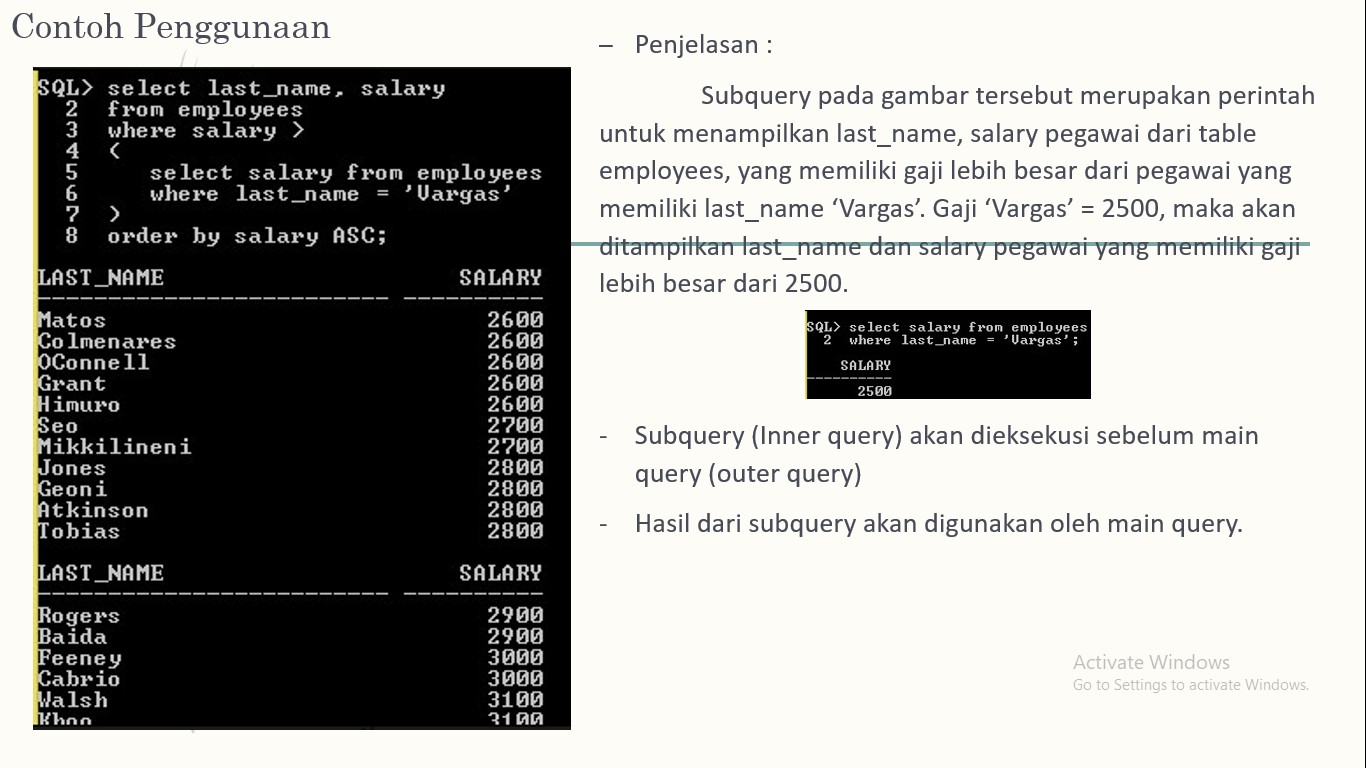 Contoh Penggunaan
SQL> select last_name, salary
2 from employees
3 where salary >
4 (
5 select salary from employees
6 where last_name = 'Vargas'
7 )
8 order by salary ASC;
LAST_NAME SALARY
------------------------- ----------
Matos 2600
Colmenares 2600
OConnell 2600
Grant 2600
Himuro 2600
Seo 2700
Mikkilineni 2700
Jones 2800
Geoni 2800
Atkinson 2800
Tobias 2800
LAST_NAME SALARY
------------------------- ----------
Rogers 2900
Baida 2900
Feeney 3000
Cabrio 3000
Walsh 3100
Khoo 3100
– Penjelasan :
Subquery pada gambar tersebut merupakan perintah
untuk menampilkan last_name, salary pegawai dari table
employees, yang memiliki gaji lebih besar dari pegawai yang
memiliki last_name ‘Vargas’. Gaji ‘Vargas’ = 2500, maka akan
ditampilkan last_name dan salary pegawai yang memiliki gaji
lebih besar dari 2500.
SQL> select salary from employees
2 where last_name = 'Vargas';
SALARY
----------
2500
- Subquery (Inner query) akan dieksekusi sebelum main
query (outer query)
- Hasil dari subquery akan digunakan oleh main query.
Activate Windows
Go to Settings to activate Windows.